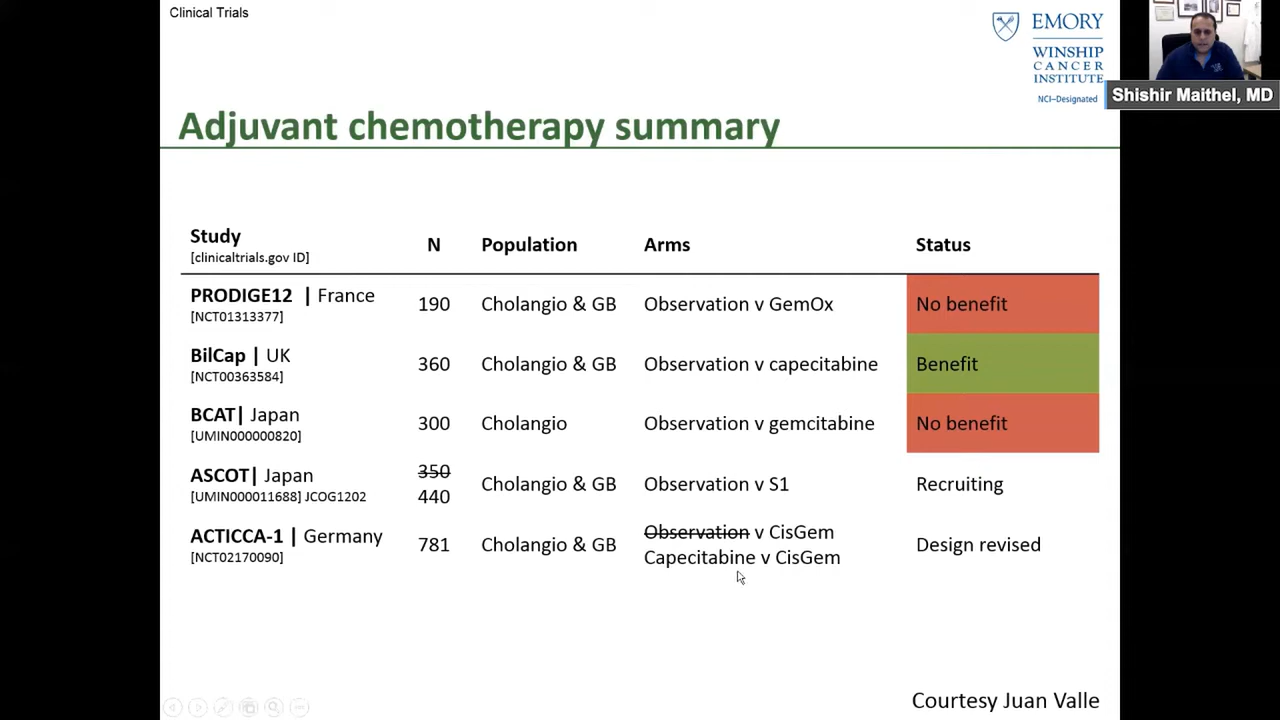 Clinical Trials
EMORY
WINSHIP
CANCER
INSTITUTE
NCI–Designated
Shishir Maithel, MD
Adjuvant chemotherapy summary
Study N Population Arms Status
[clinicaltrials.gov ID]
PRODIGE12 | France 190 Cholangio & GB Observation v GemOx No benefit
[NCT01313377]
BilCap | UK 360 Cholangio & GB Observation v capecitabine Benefit
[NCT00363584]
BCAT| Japan 300 Cholangio Observation v gemcitabine No benefit
[UMIN000000820]
ASCOT| Japan 350 440 Cholangio & GB Observation v S1 Recruiting
[UMIN000011688] JCOG1202
ACTICCA-1 | Germany 781 Cholangio & GB Observation v CisGem Design revised
[NCT02170090] Capecitabine v CisGem
Courtesy Juan Valle